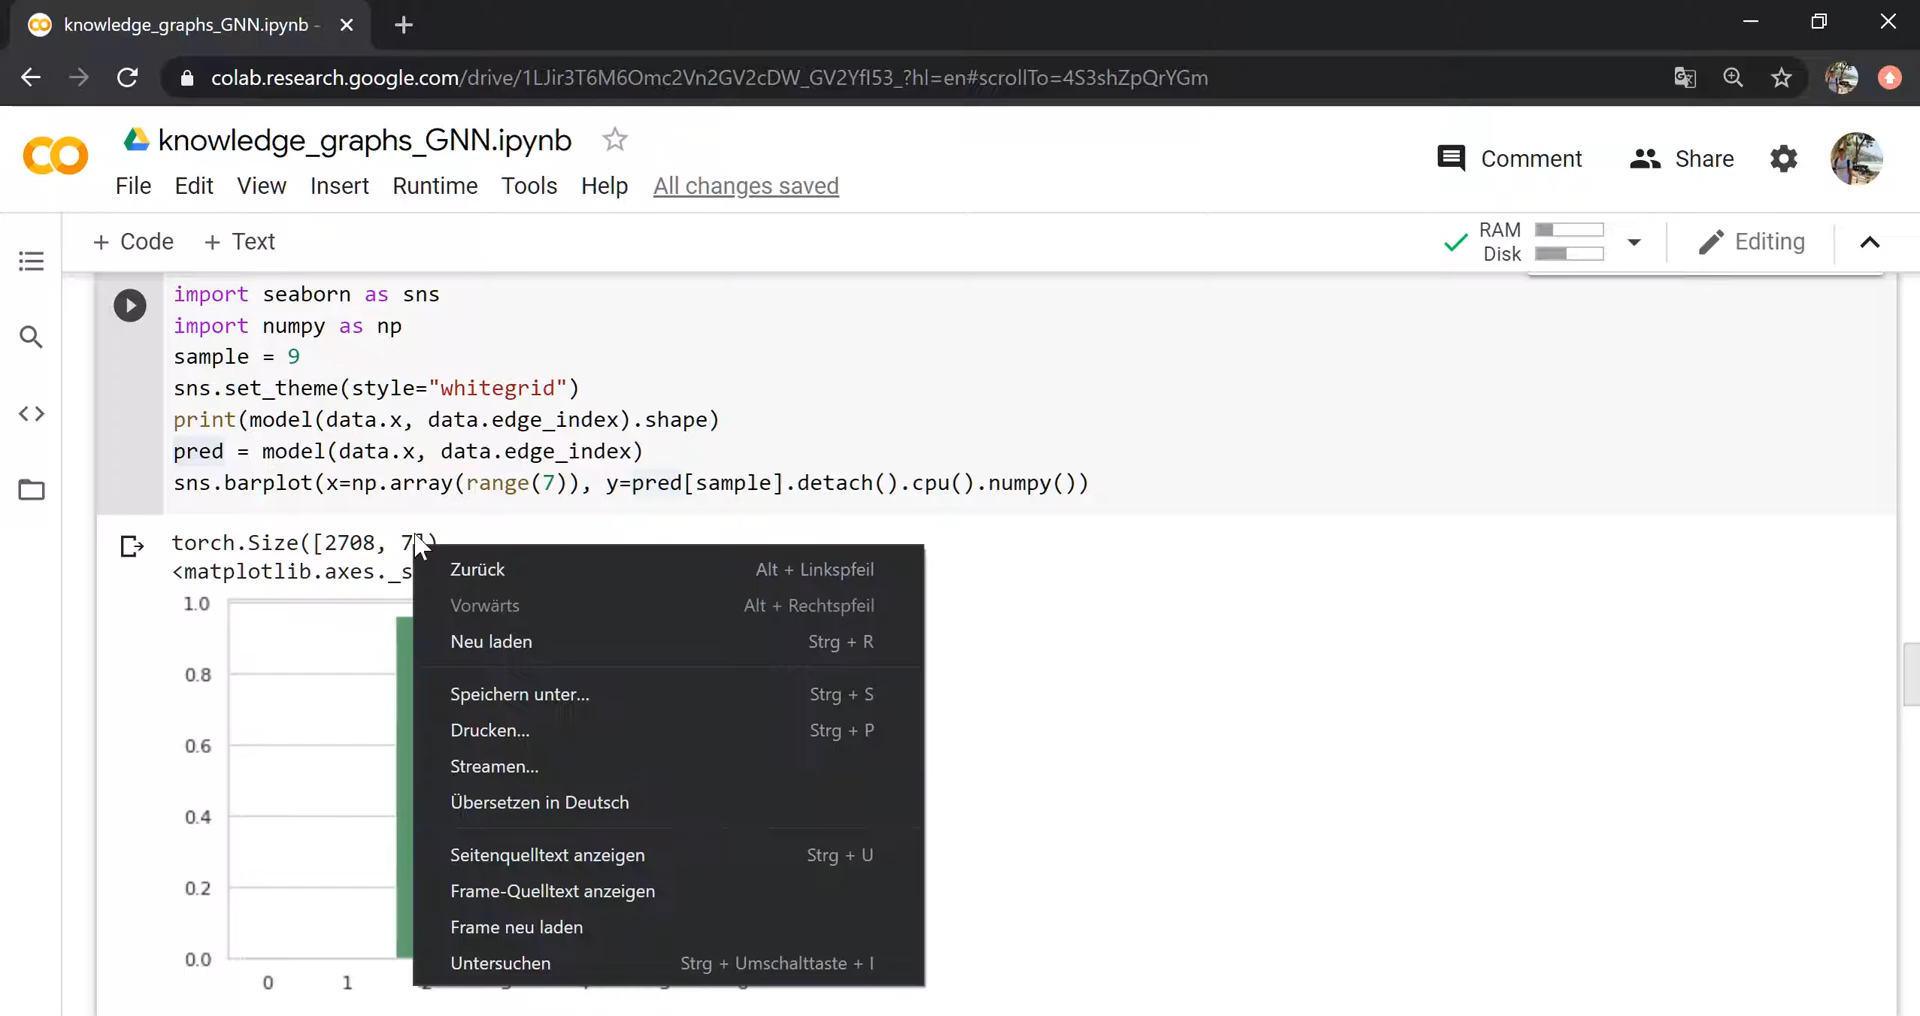 knowledge_graphs_GNN.ipynb -
colab.research.google.com/drive/1LJir3T6M6Omc2Vn2GV2cDW_GV2YfI53_?hl=en#scrollTo=4S3shZpQrYGm
knowledge_graphs_GNN.ipynb
Comment
Share
File Edit View Insert Runtime Tools Help All changes saved
+ Code + Text
RAM
Disk
Editing
import seaborn as sns
import numpy as np
sample = 9
sns.set_theme(style="whitegrid")
print(model(data.x, data.edge_index).shape)
pred = model(data.x, data.edge_index)
sns.barplot(x=np.array(range(7)), y=pred[sample].detach().cpu().numpy())
torch.Size([2708, 7])
<matplotlib.axes._s
1.0
0.8
0.6
0.4
0.2
0.0
0 1 2
Zurück Alt + Linkspfeil
Vorwärts Alt + Rechtspfeil
Neu laden Strg + R
Speichern unter... Strg + S
Drucken... Strg + P
Streamen...
Übersetzen in Deutsch
Seitenquelltext anzeigen Strg + U
Frame-Quelltext anzeigen
Frame neu laden
Untersuchen Strg + Umschalttaste + I